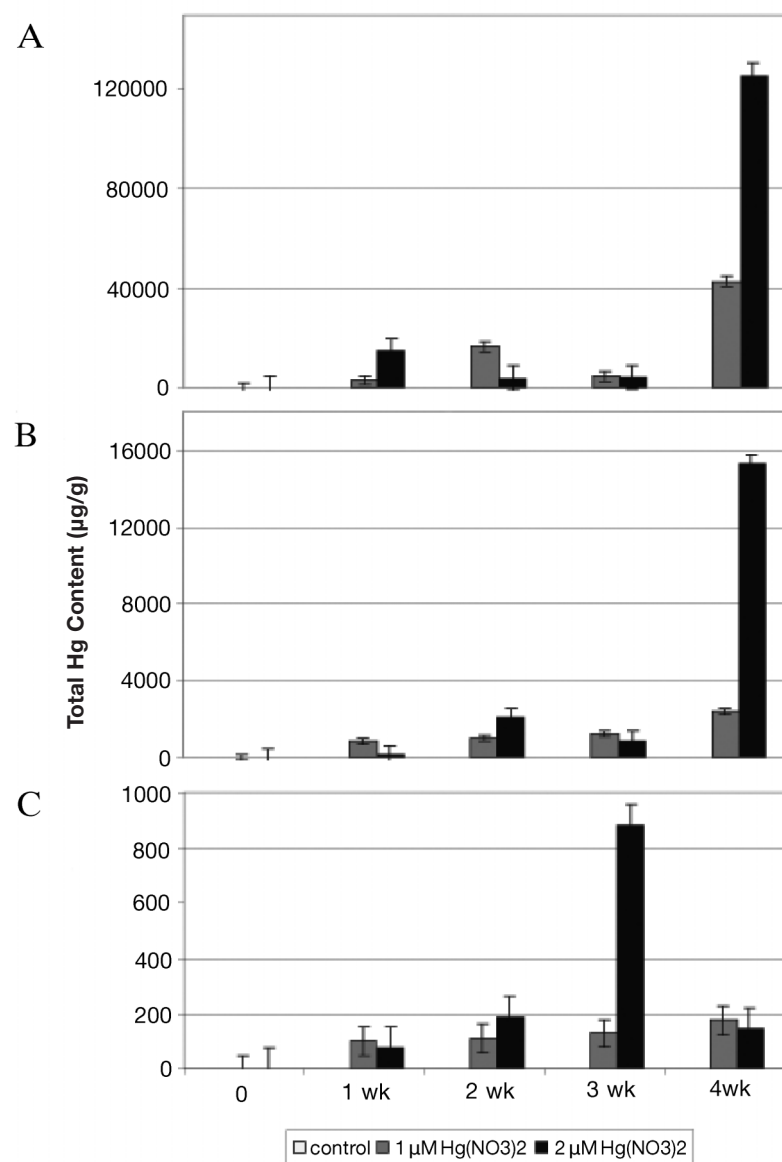 A
120000
80000
40000
0
B
16000
12000
8000
4000
0
Total Hg Content (µg/g)
C
1000
800
600
400
200
0
0 1 wk 2 wk 3 wk 4wk
control 1 µM Hg(NO3)2 2 µM Hg(NO3)2